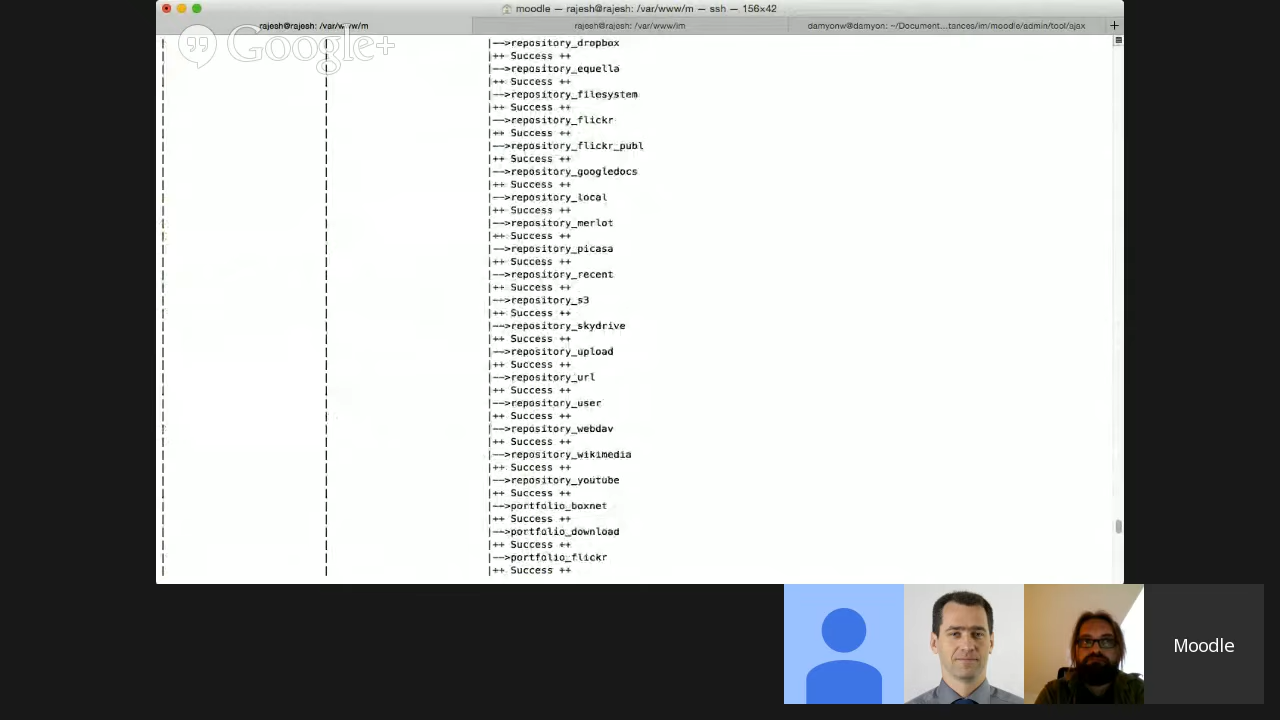 moodle — rajesh@rajesh: /var/www/m — ssh — 156×42
rajesh@rajesh: /var/www/m
rajesh@rajesh: /var/www/im
damyonw@damyon: ~/Document...tances/im/moodle/admin/tool/ajax
+
Google+
|——>repository_dropbox
|++ Success ++
|——>repository_equella
|++ Success ++
|——>repository_filesystem
|++ Success ++
|——>repository_flickr
|++ Success ++
|——>repository_flickr_publ
|++ Success ++
|——>repository_googledocs
|++ Success ++
|——>repository_local
|++ Success ++
|——>repository_merlot
|++ Success ++
|——>repository_picasa
|++ Success ++
|——>repository_recent
|++ Success ++
|——>repository_s3
|++ Success ++
|——>repository_skydrive
|++ Success ++
|——>repository_upload
|++ Success ++
|——>repository_url
|++ Success ++
|——>repository_user
|++ Success ++
|——>repository_webdav
|++ Success ++
|——>repository_wikimedia
|++ Success ++
|——>repository_youtube
|++ Success ++
|——>portfolio_boxnet
|++ Success ++
|——>portfolio_download
|++ Success ++
|——>portfolio_flickr
|++ Success ++
Moodle